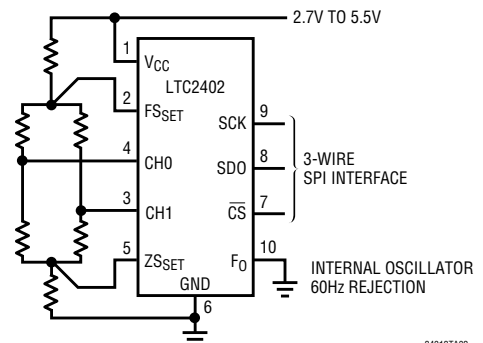 2.7V TO 5.5V
1
VCC
LTC2402
2
FSSET
9
SCK
4
CH0
8
SDO
3-WIRE
SPI INTERFACE
3
CH1
7
CS
5
ZSSET
10
FO
INTERNAL OSCILLATOR
60Hz REJECTION
GND
6